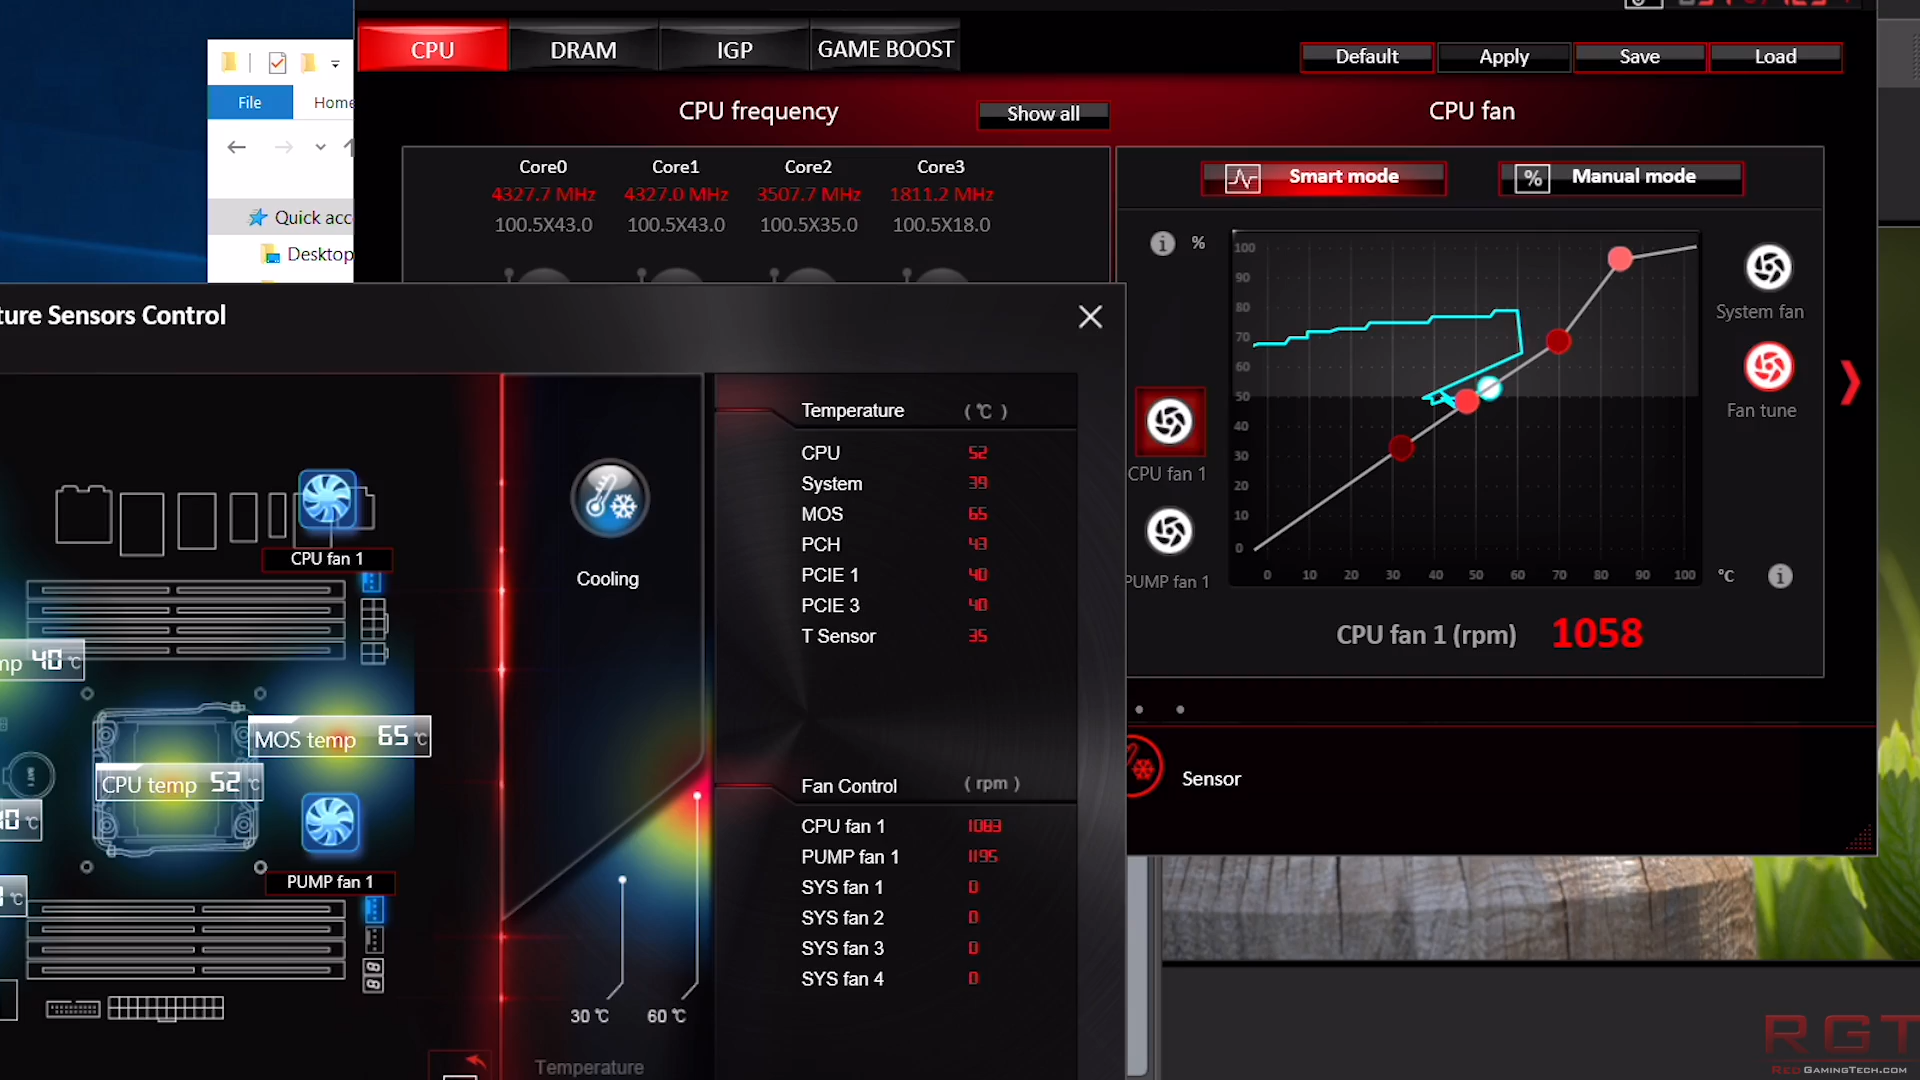 CPU DRAM IGP GAME BOOST
Default Apply Save Load
File Home
CPU frequency Show all
CPU fan
Core0 Core1 Core2 Core3
4327.7 MHz 4327.0 MHz 3507.7 MHz 1811.2 MHz
100.5X43.0 100.5X43.0 100.5X35.0 100.5X18.0
Smart mode % Manual mode
Quick acc
Desktop
%
100
90
80
70
60
50
40
30
20
10
0
0 10 20 30 40 50 60 70 80 90 100 °C
System fan
Fan tune
CPU fan 1
PUMP fan 1
CPU fan 1 (rpm) 1058
Sensor
ture Sensors Control
CPU fan 1
mp 40 °C
MOS temp 65 °C
CPU temp 52 °C
BAT 1
°C
°C
PUMP fan 1
88
Cooling
30 °C 60 °C
Temperature
Temperature (°C)
CPU 52
System 39
MOS 65
PCH 43
PCIE 1 40
PCIE 3 40
T Sensor 35
Fan Control (rpm)
CPU fan 1 1083
PUMP fan 1 1195
SYS fan 1 0
SYS fan 2 0
SYS fan 3 0
SYS fan 4 0
RGT
REDGAMINGTECH.COM